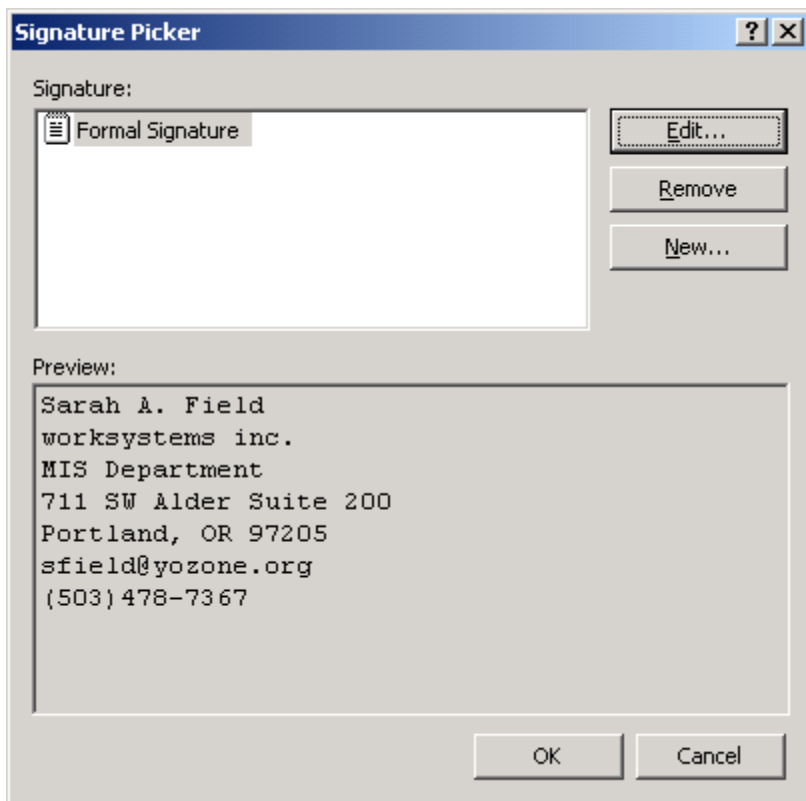 Signature Picker
?
Signature:
Formal Signature
Edit...
Remove
New...
Preview:
Sarah A. Field
worksystems inc.
MIS Department
711 SW Alder Suite 200
Portland, OR 97205
sfield@yozone.org
(503)478-7367
OK
Cancel